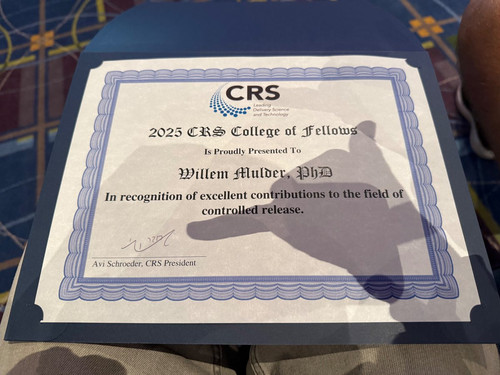 CRS
Leading
Delivery Science
and Technology
2025 CRS College of Fellows
Is Proudly Presented To
Willem Mulder, PhD
In recognition of excellent contributions to the field of
controlled release.
Avi Schroeder, CRS President